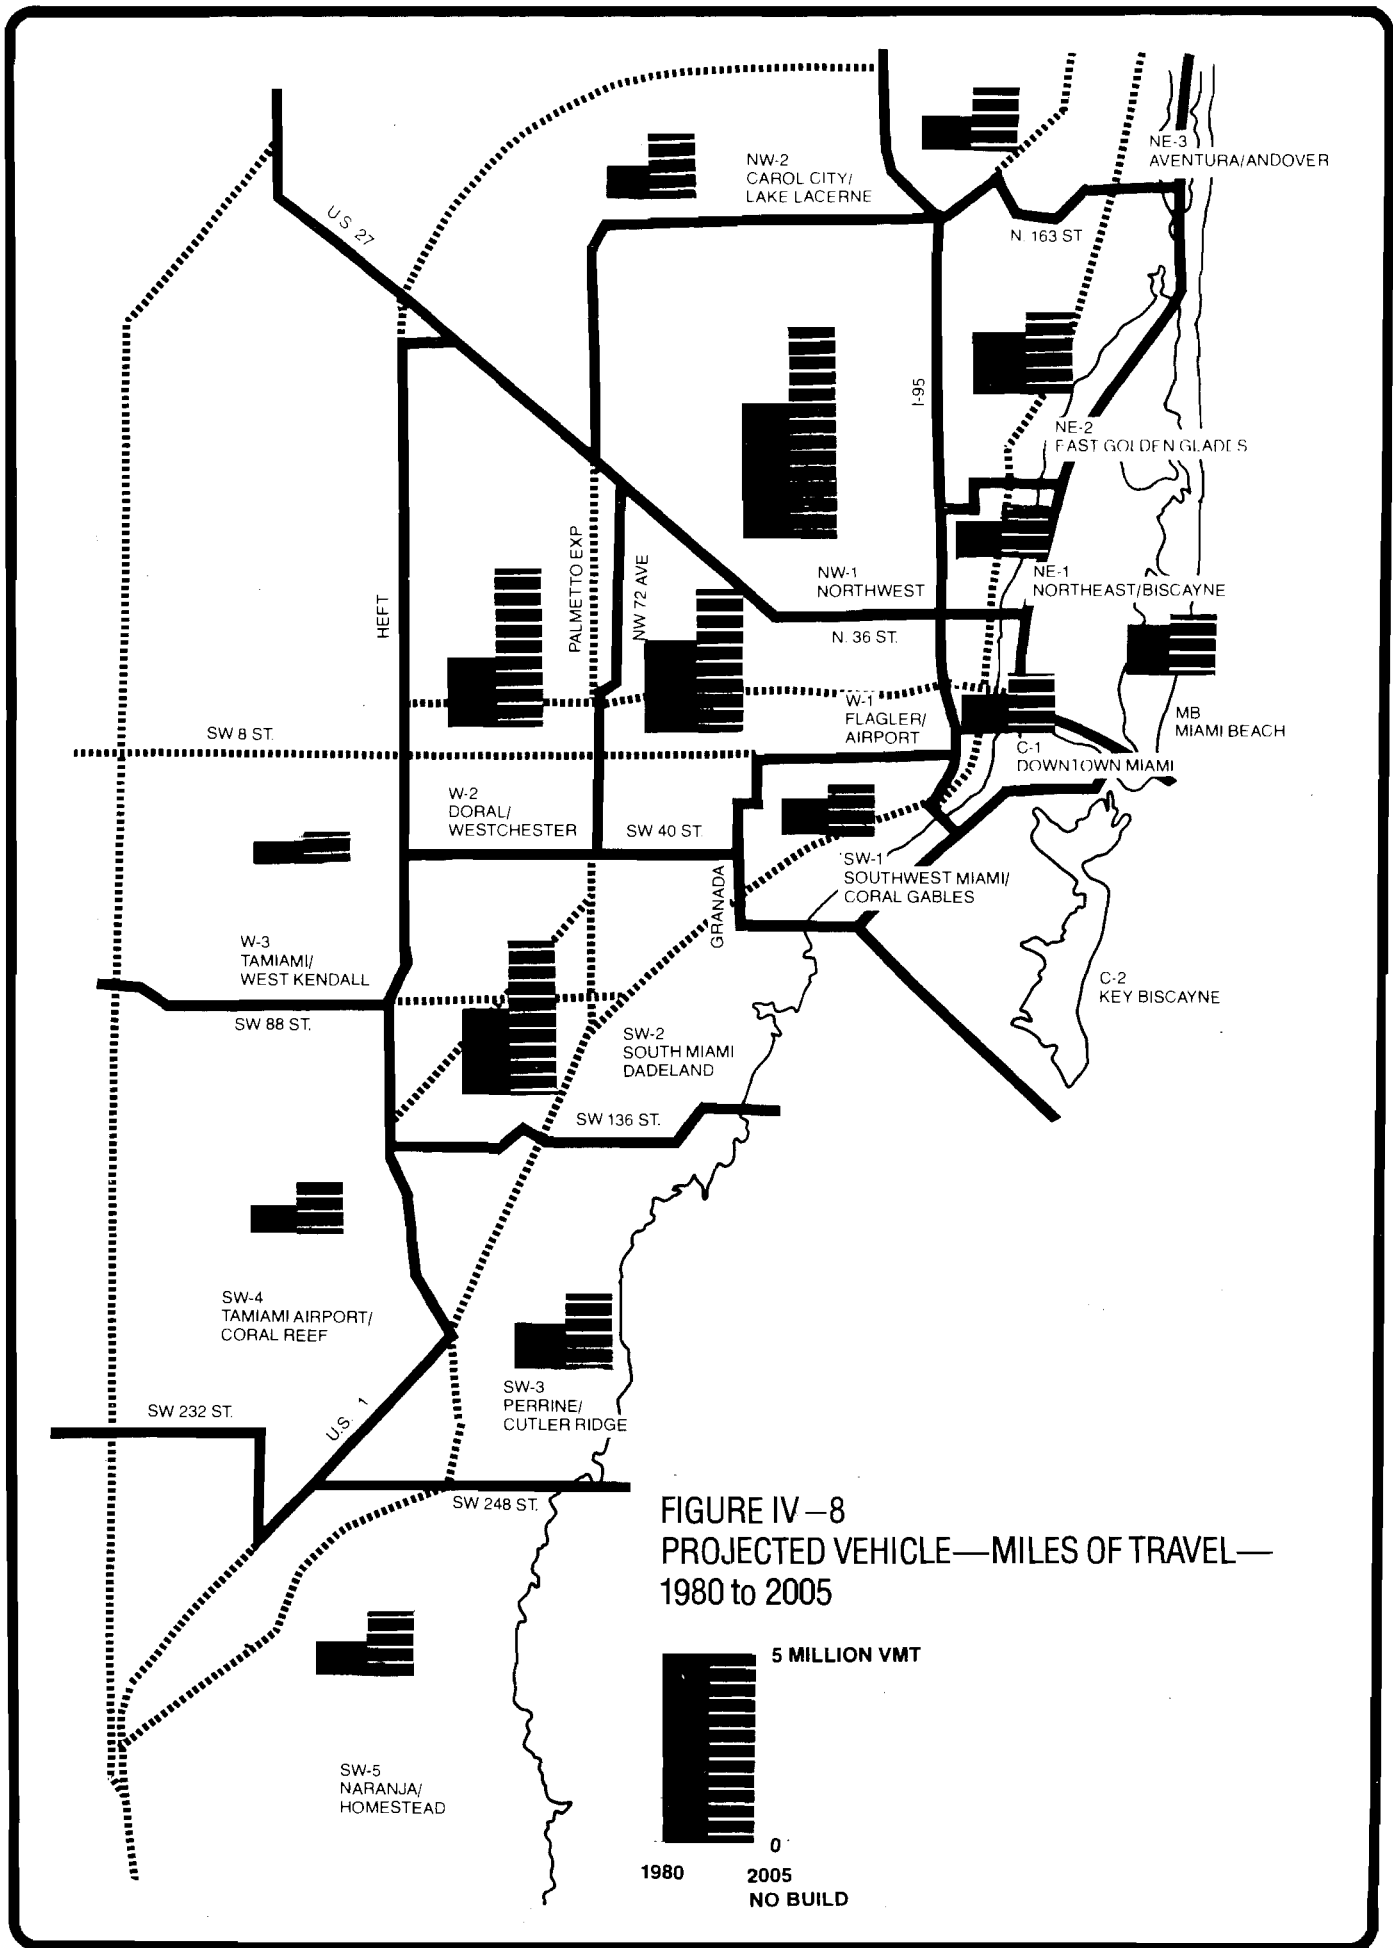 NE-3
AVENTURA/ANDOVER
NW-2
CAROL CITY/
LAKE LACERNE
U S 27
N. 163 ST
I-95
NE-2
EAST GOLDEN GLADES
PALMETTO EXP
NW 72 AVE
HEFT
NW-1
NORTHWEST
NE-1
NORTHEAST/BISCAYNE
N. 36 ST.
W-1
FLAGLER/
AIRPORT
MB
MIAMI BEACH
SW 8 ST.
C-1
DOWNTOWN MIAMI
W-2
DORAL/
WESTCHESTER
SW 40 ST.
SW-1
SOUTHWEST MIAMI/
CORAL GABLES
GRANADA
W-3
TAMIAMI/
WEST KENDALL
C-2
KEY BISCAYNE
SW 88 ST.
SW-2
SOUTH MIAMI
DADELAND
SW 136 ST.
SW-4
TAMIAMI AIRPORT/
CORAL REEF
SW-3
PERRINE/
CUTLER RIDGE
SW 232 ST.
U.S. 1
SW 248 ST.
FIGURE IV–8
PROJECTED VEHICLE—MILES OF TRAVEL—
1980 to 2005
5 MILLION VMT
SW-5
NARANJA/
HOMESTEAD
0
1980
2005
NO BUILD